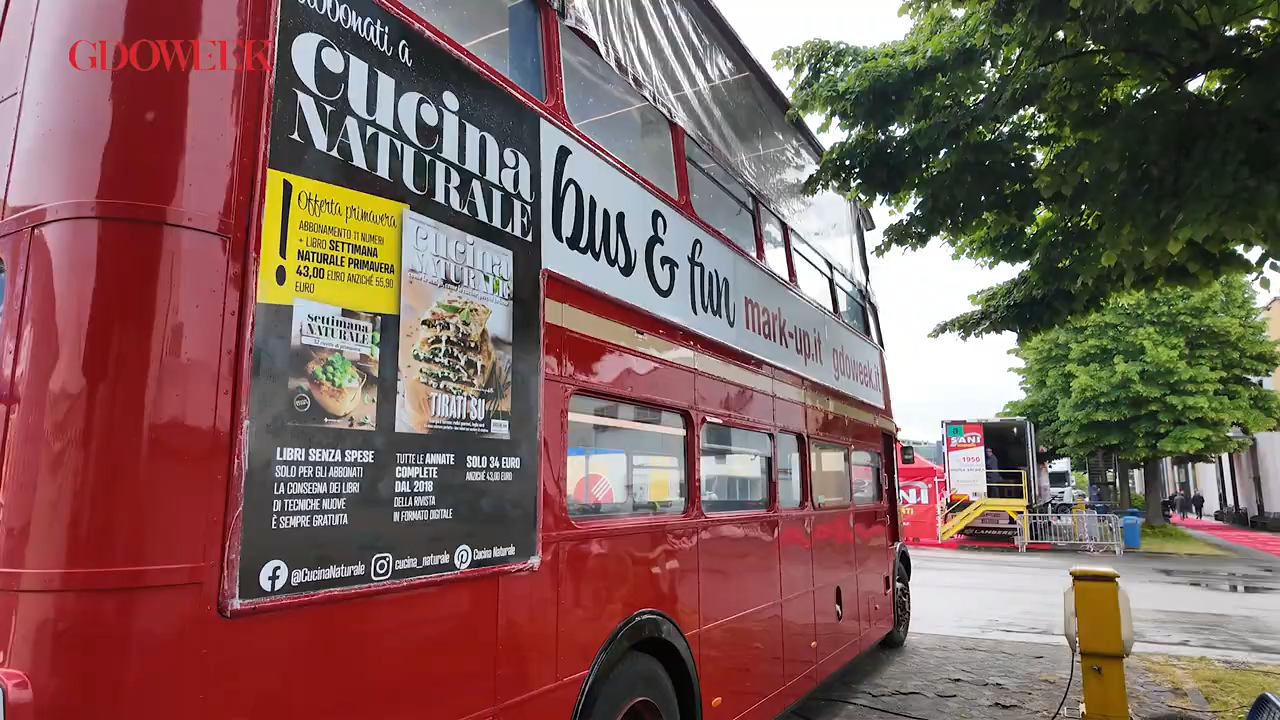 GDOWEEK
abbonati a
cucina
NATURALE
!
Offerta primavera
ABBONAMENTO 11 NUMERI
+ LIBRO SETTIMANA
NATURALE PRIMAVERA
43,00 EURO ANZICHÉ 55,90
EURO
settimana
NATURALE
cucina
NATURALE
TIRATI SU
LIBRI SENZA SPESE
SOLO PER GLI ABBONATI
LA CONSEGNA DEI LIBRI
DI TECNICHE NUOVE
È SEMPRE GRATUITA
TUTTE LE ANNATE
COMPLETE
DAL 2018
DELLA RIVISTA
IN FORMATO DIGITALE
SOLO 34 EURO
ANZICHÉ 43,00 EURO
@CucinaNaturale
cucina_naturale
Cucina Naturale
bus & fun
mark-up.it
gdoweek.it
SANI
1950
LAMBER